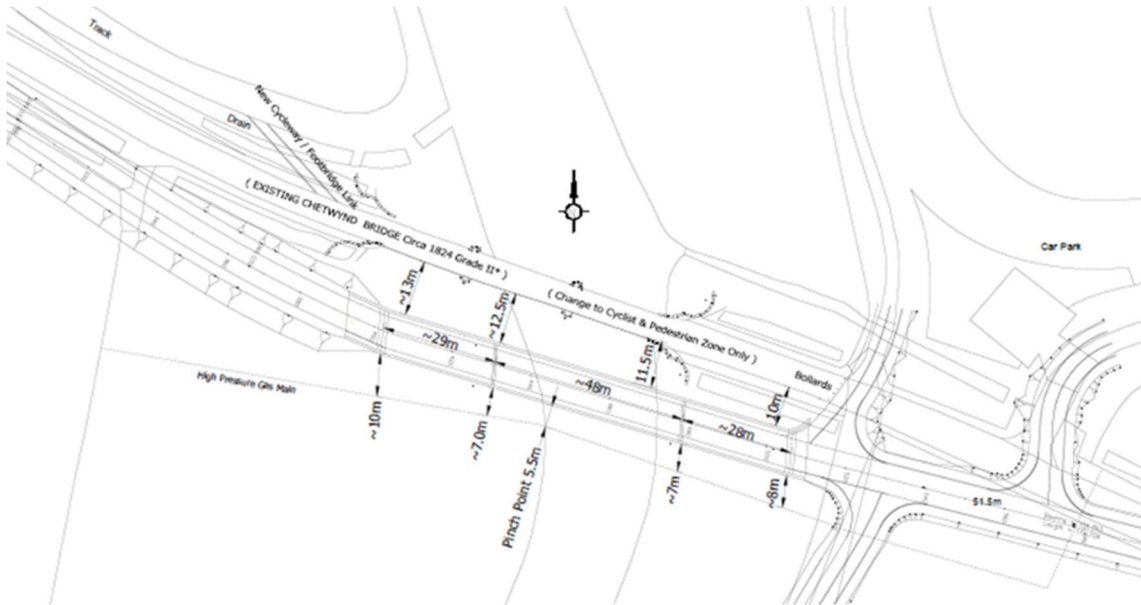 Track
New Cycleway / Footbridge Link
Drain
( EXISTING CHETWYND BRIDGE Circa 1824 Grade II* )
( Change to Cyclist & Pedestrian Zone Only )
Car Park
Bollards
~13m
~12.5m
11.5m
10m
~29m
~48m
~28m
High Pressure Gas Main
~10m
~7.0m
Pinch Point 5.5m
~7m
~8m
51.5m